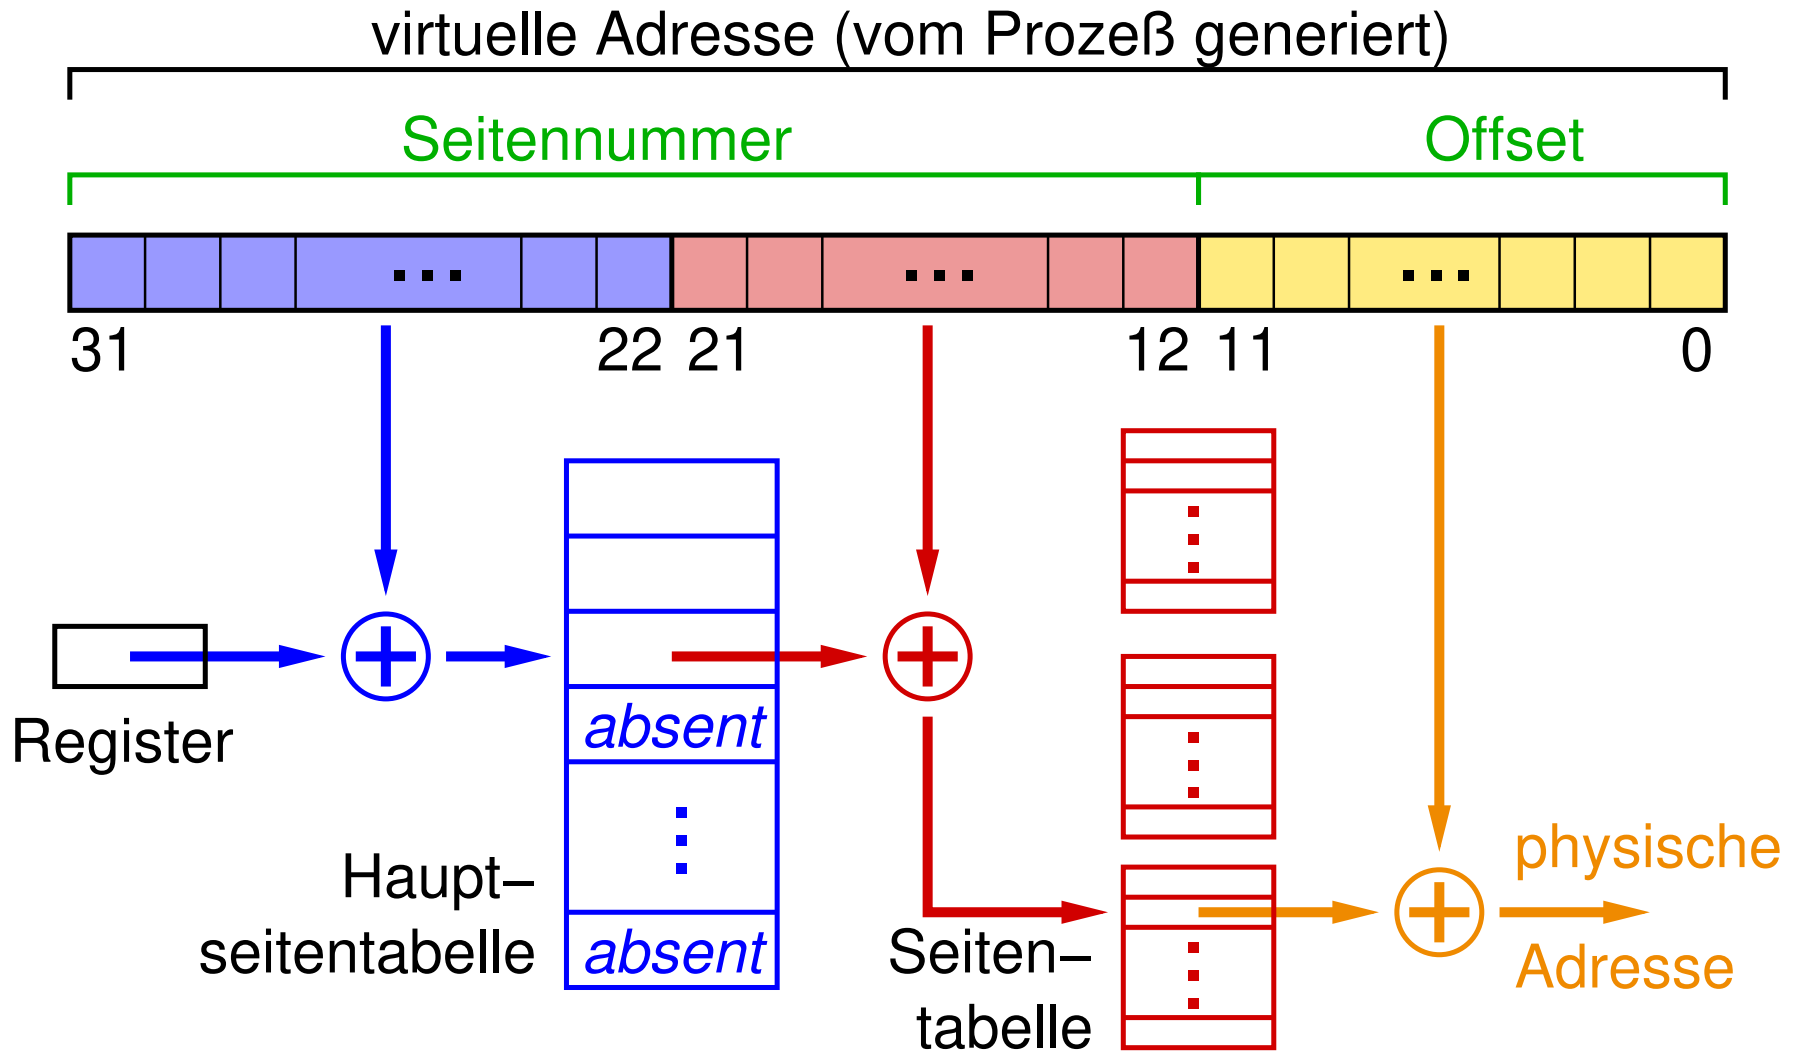 virtuelle Adresse (vom Prozeß generiert)
Seitennummer
Offset
31
22
21
12
11
0
Register
absent
Haupt–
seitentabelle
absent
Seiten–
tabelle
physische
Adresse